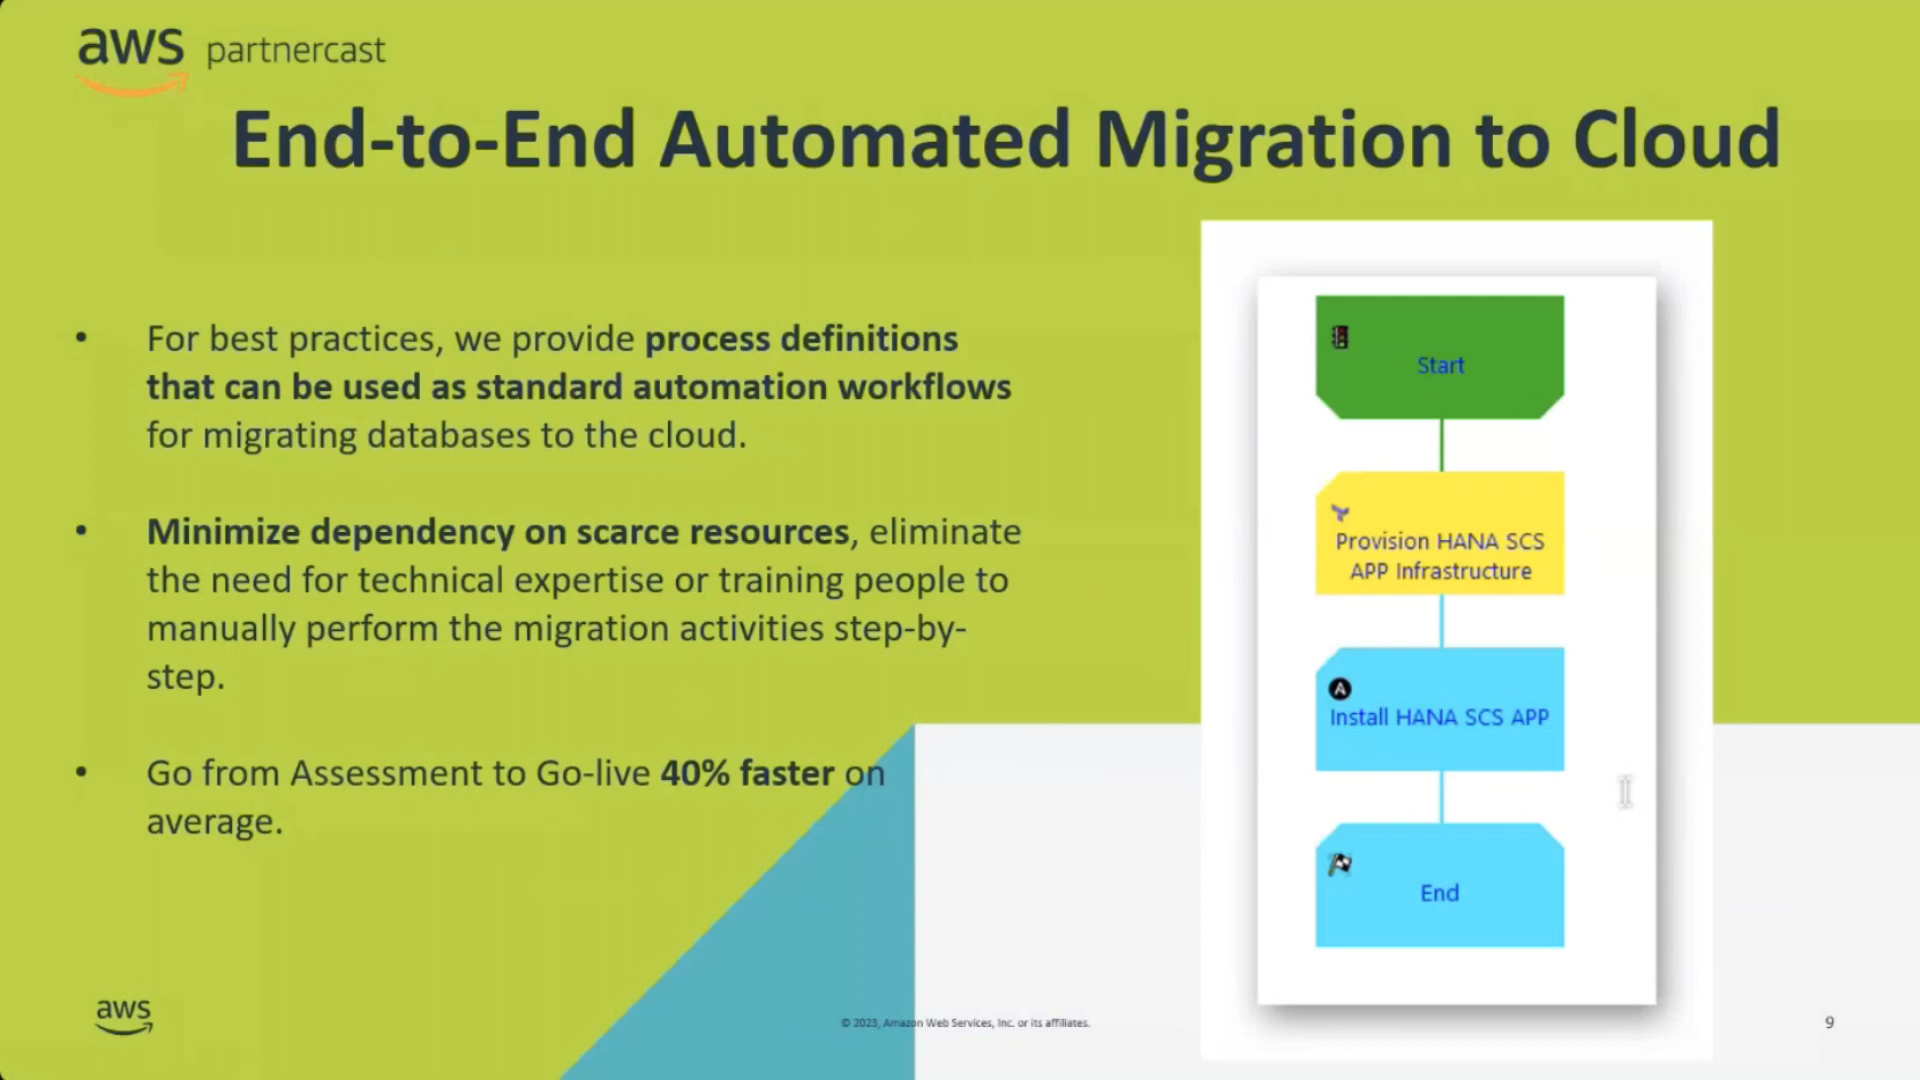 aws partnercast
End-to-End Automated Migration to Cloud
• For best practices, we provide process definitions
that can be used as standard automation workflows
for migrating databases to the cloud.
• Minimize dependency on scarce resources, eliminate
the need for technical expertise or training people to
manually perform the migration activities step-by-
step.
• Go from Assessment to Go-live 40% faster on
average.
Start
Provision HANA SCS
APP Infrastructure
A
Install HANA SCS APP
End
aws
© 2023, Amazon Web Services, Inc. or its affiliates.
9